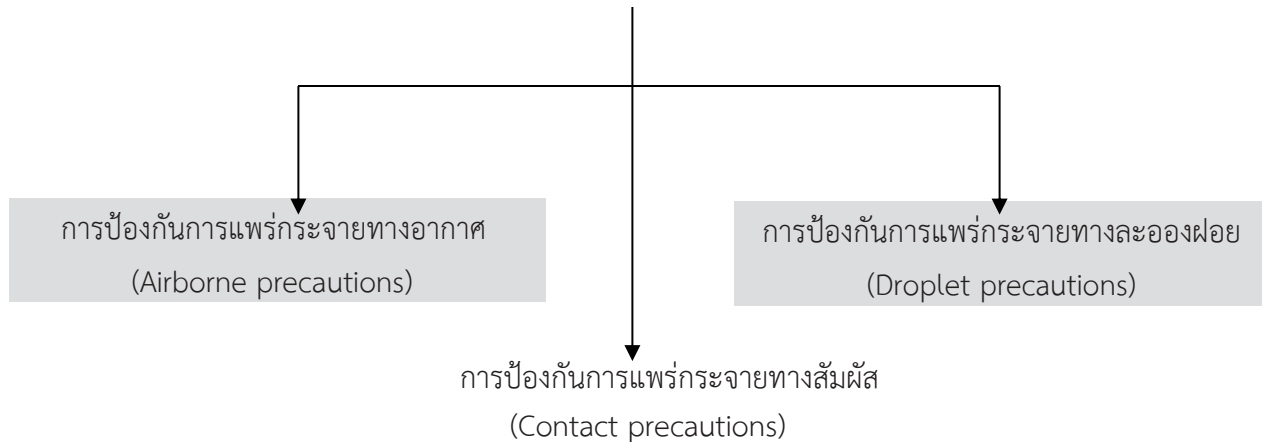 การป้องกันการแพร่กระจายทางอากาศ
(Airborne precautions)
การป้องกันการแพร่กระจายทางละอองฝอย
(Droplet precautions)
การป้องกันการแพร่กระจายทางสัมผัส
(Contact precautions)